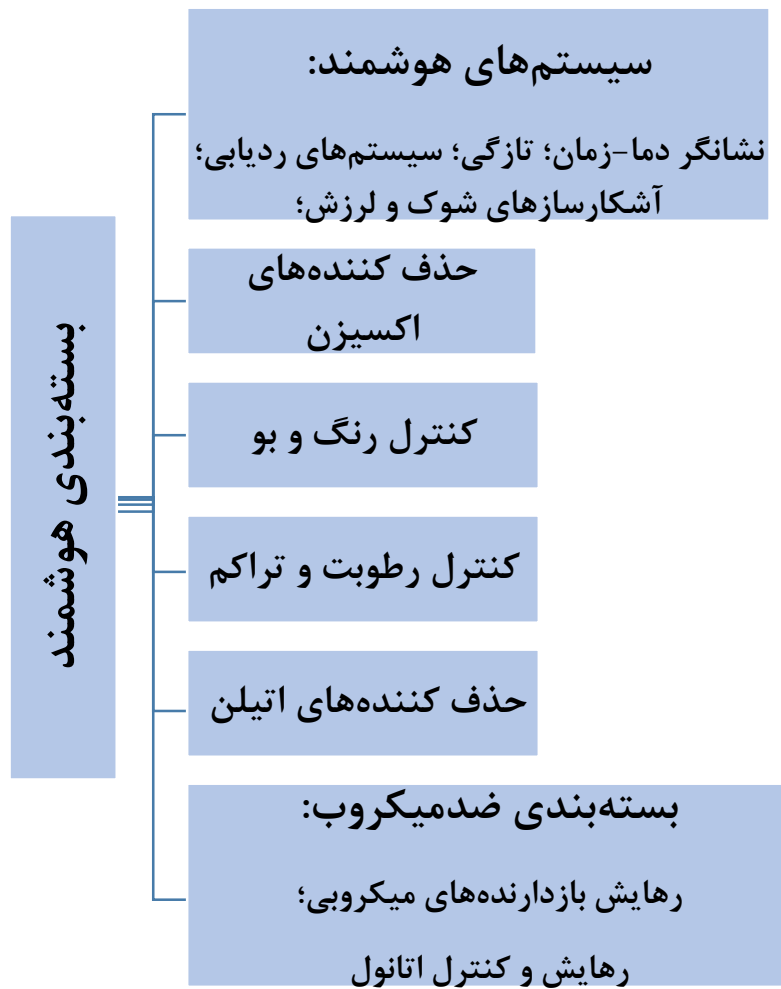 سیستم‌های هوشمند:
نشانگر دما-زمان؛ تازگی؛ سیستم‌های ردیابی؛
آشکارسازهای شوک و لرزش؛
بسته‌بندی هوشمند
حذف کننده‌های
اکسیزن
کنترل رنگ و بو
کنترل رطوبت و تراکم
حذف کننده‌های اتیلن
بسته‌بندی ضدمیکروب:
رهایش بازدارنده‌های میکروبی؛
رهایش و کنترل اتانول